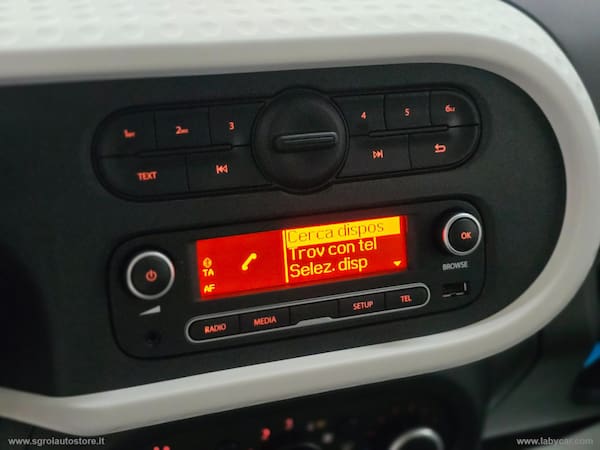 1
2
3
4
5
6
TEXT
Cerca dispos
Trov con tel
Selez. disp
TA
AF
OK
BROWSE
RADIO
MEDIA
SETUP
TEL
www.sgroiautostore.it
www.labycar.com